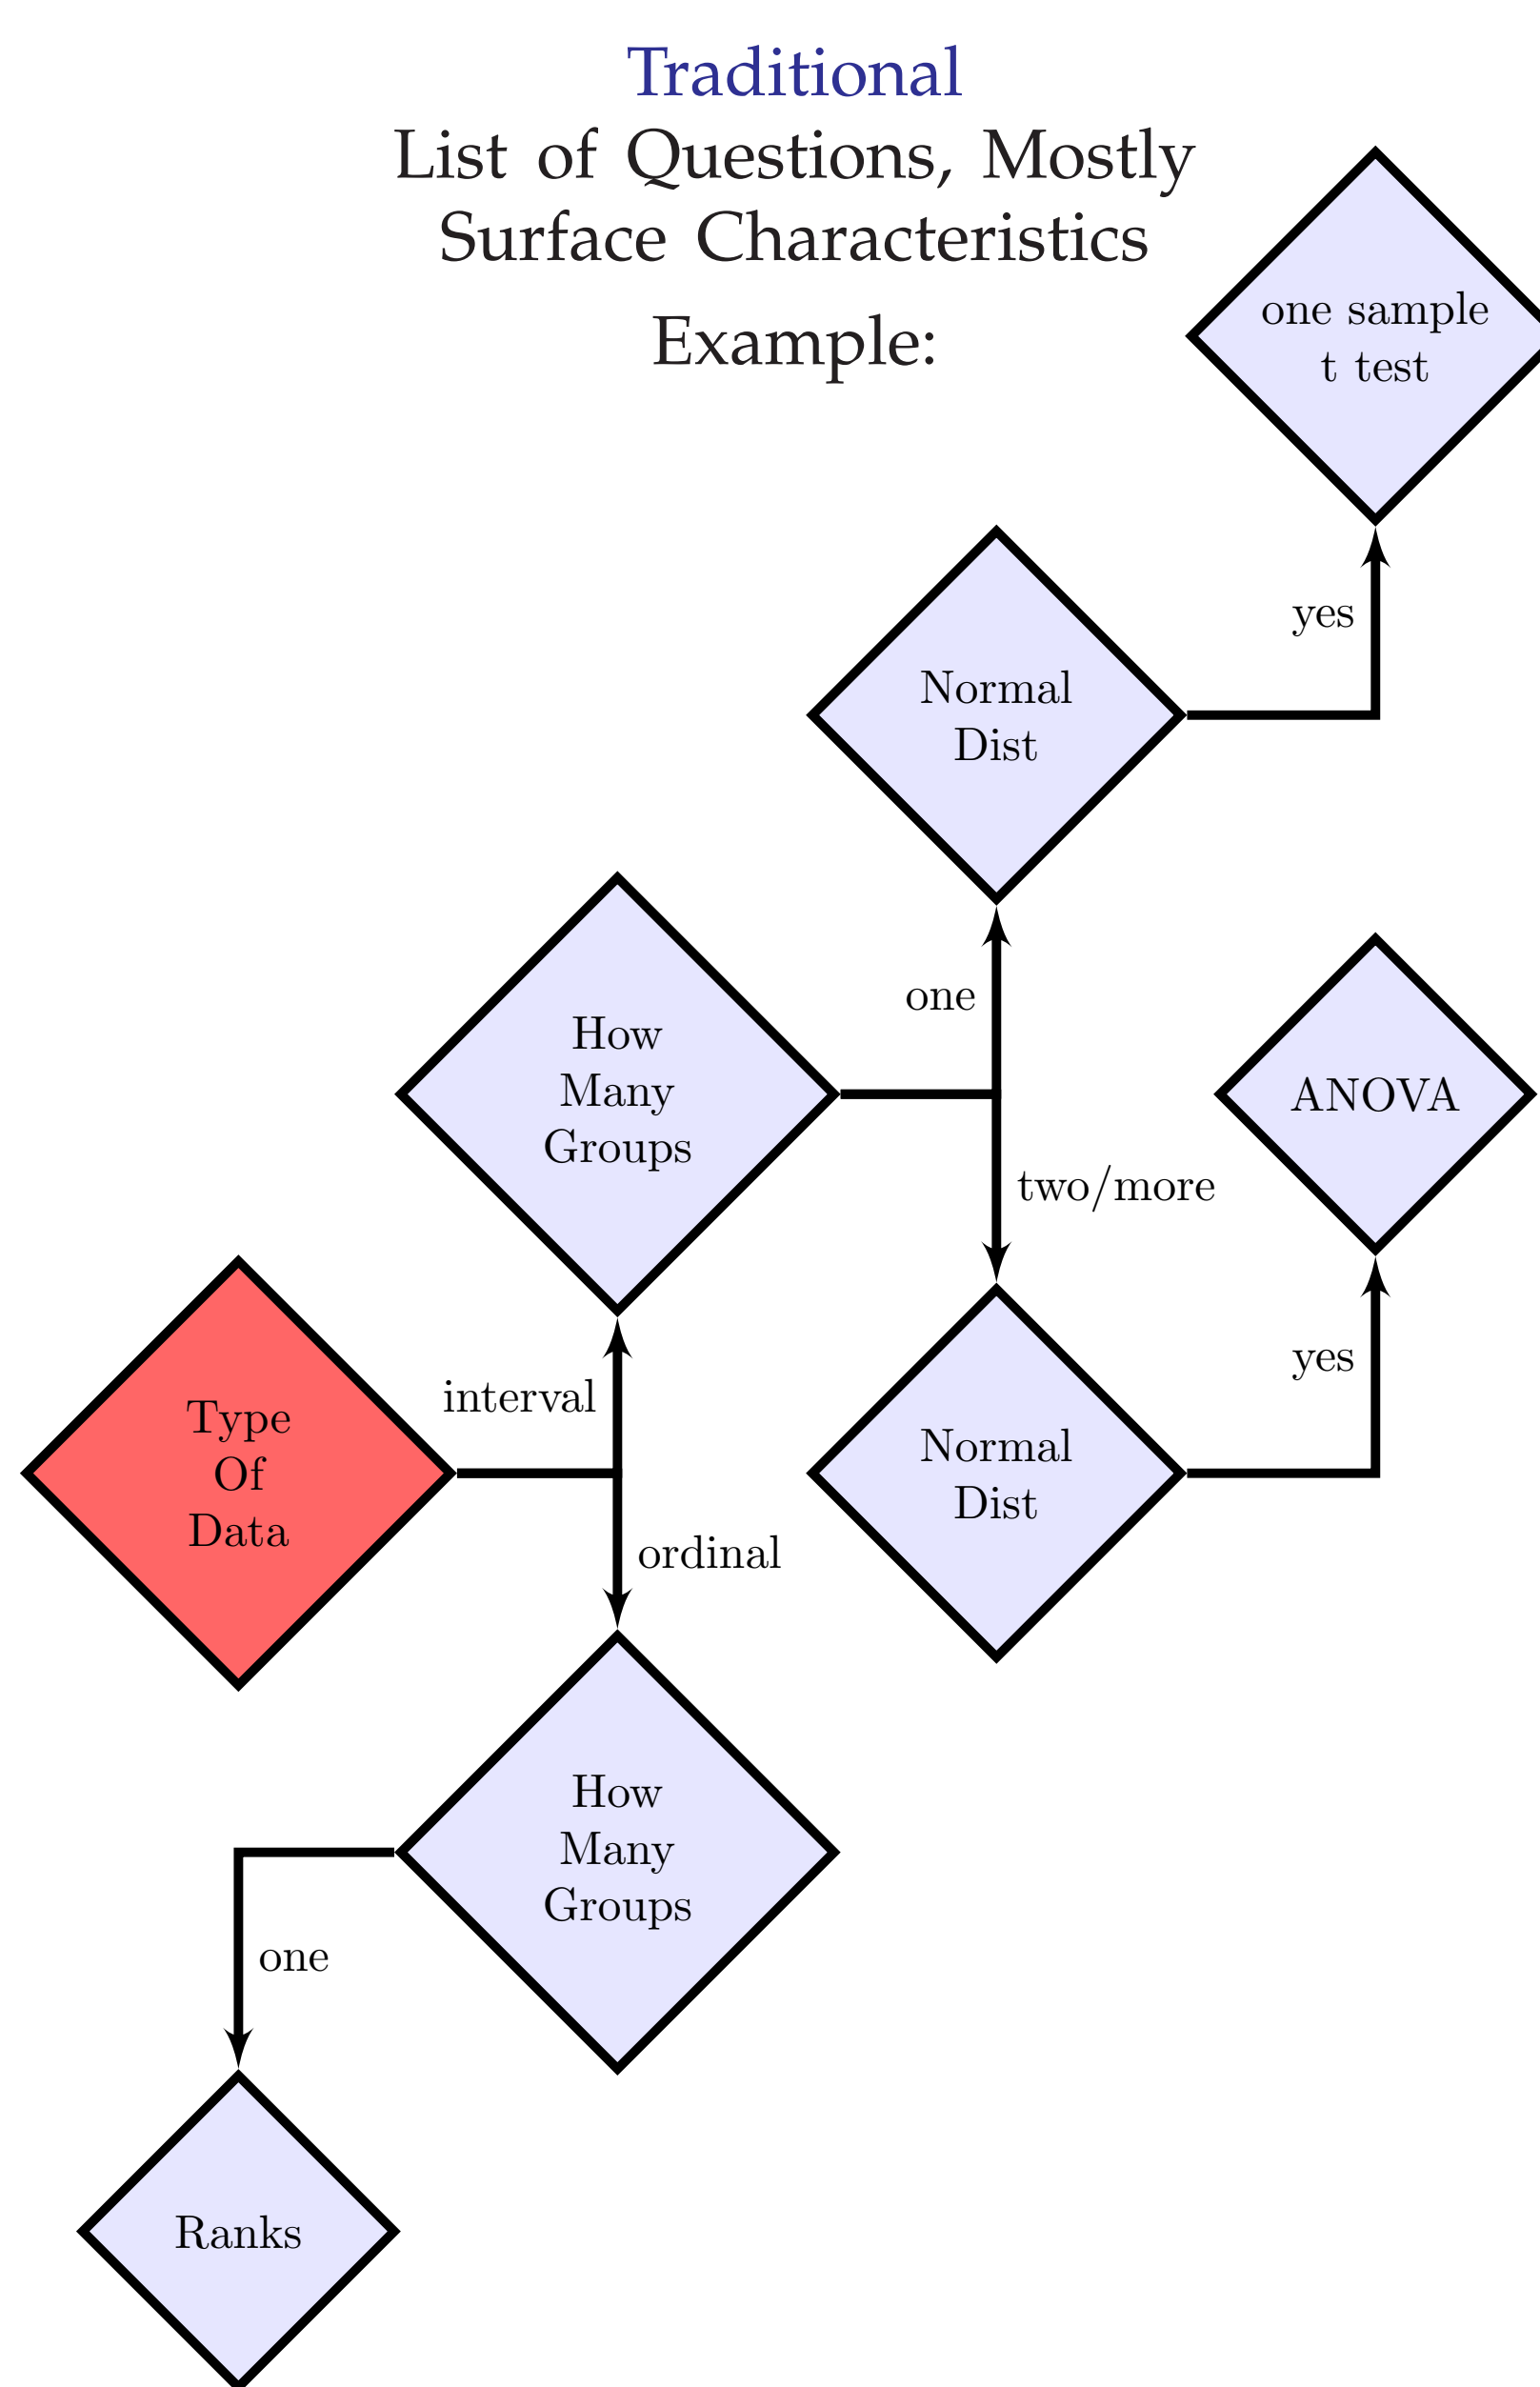 Traditional
List of Questions, Mostly
Surface Characteristics
Example:
one sample
t test
yes
Normal
Dist
one
How
Many
Groups
ANOVA
two/more
yes
interval
Type
Of
Data
Normal
Dist
ordinal
How
Many
Groups
one
Ranks